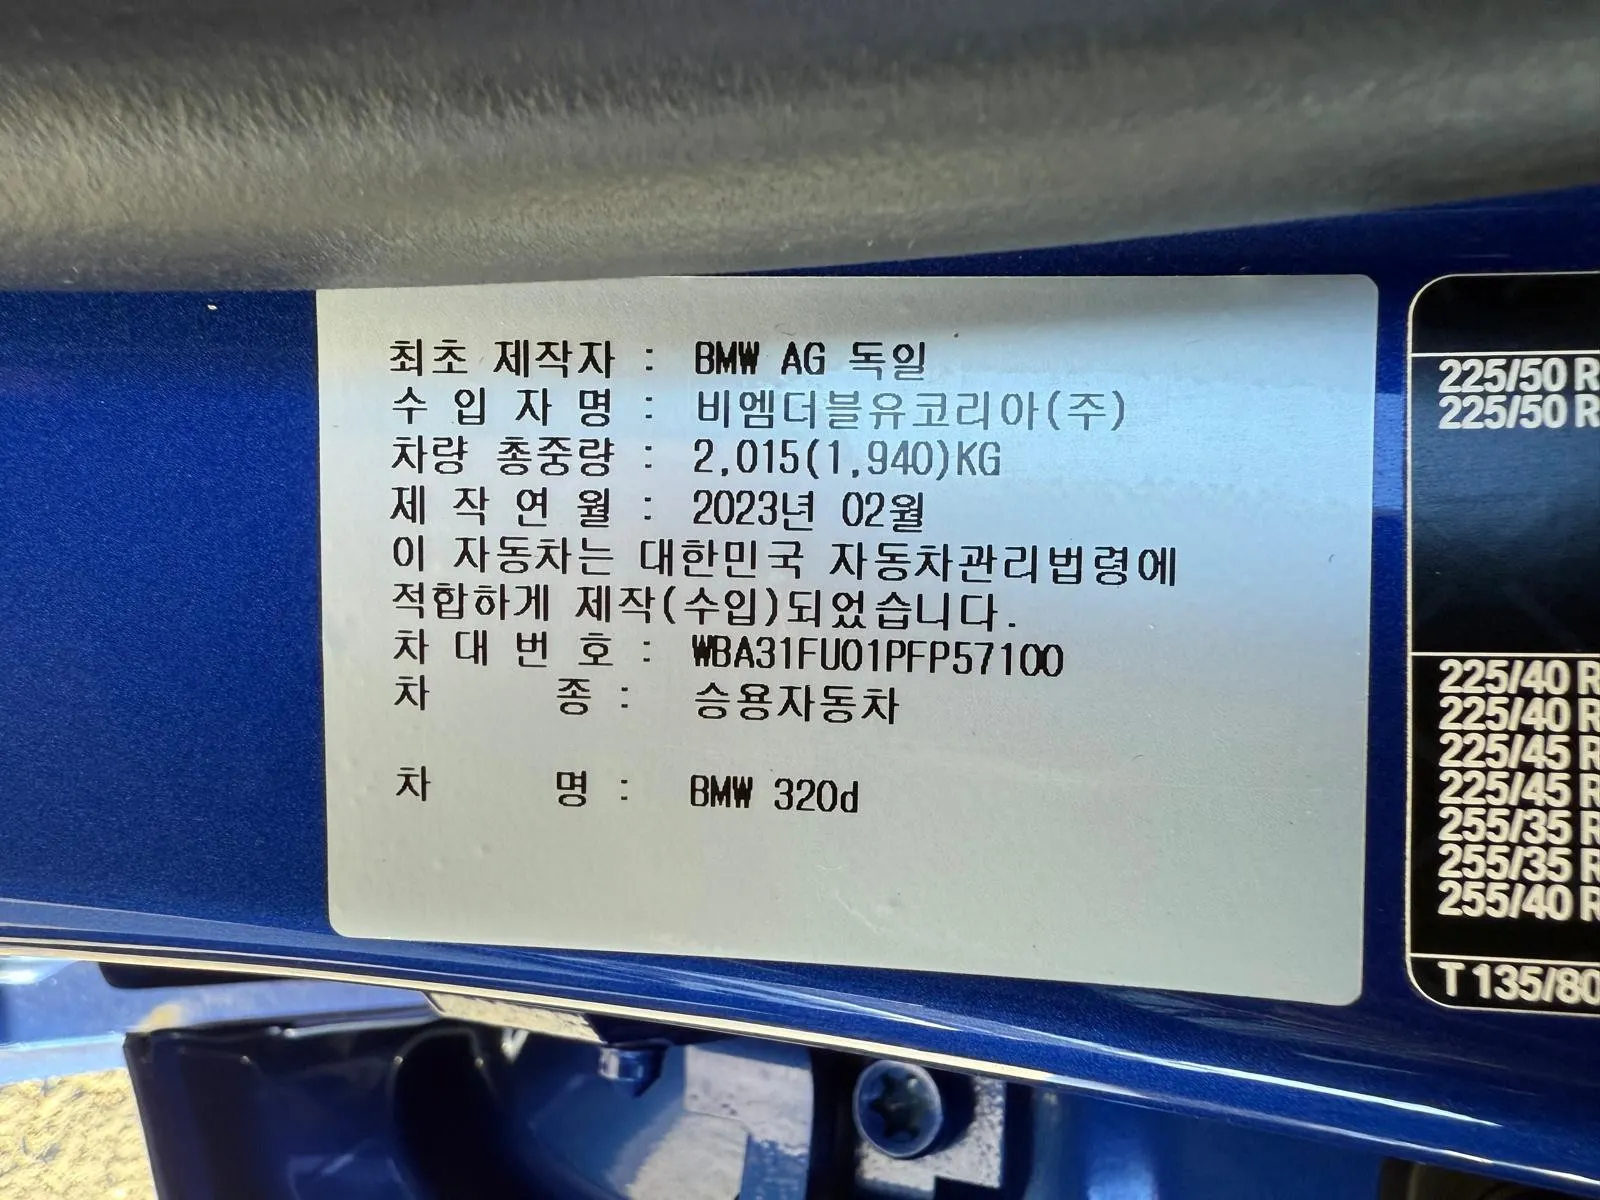 최초 제작자 : BMW AG 독일
수 입 자 명 : 비엠더블유코리아(주)
차량 총중량 : 2,015(1,940)KG
제 작 연 월 : 2023년 02월
이 자동차는 대한민국 자동차관리법령에
적합하게 제작(수입)되었습니다.
차 대 번 호 : WBA31FU01PFP57100
차 종 : 승용자동차
차 명 : BMW 320d
225/50 R
225/50 R
225/40 R
225/40 R
225/45 R
225/45 R
255/35 R
255/35 R
255/40 R
T 135/80